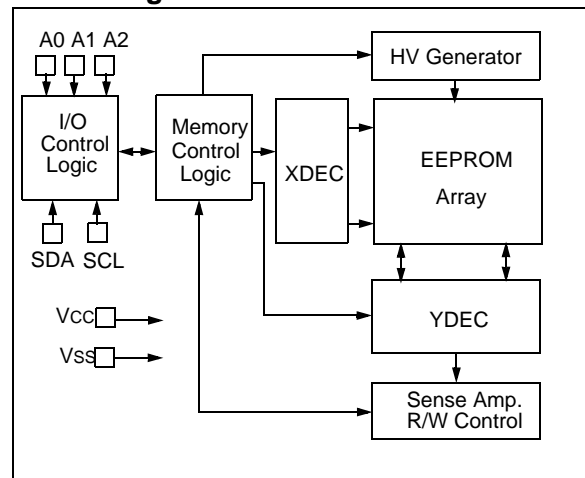 A0 A1 A2
HV Generator
I/O
Control
Logic
Memory
Control
Logic
XDEC
EEPROM
Array
SDA SCL
VCC
YDEC
VSS
Sense Amp.
R/W Control